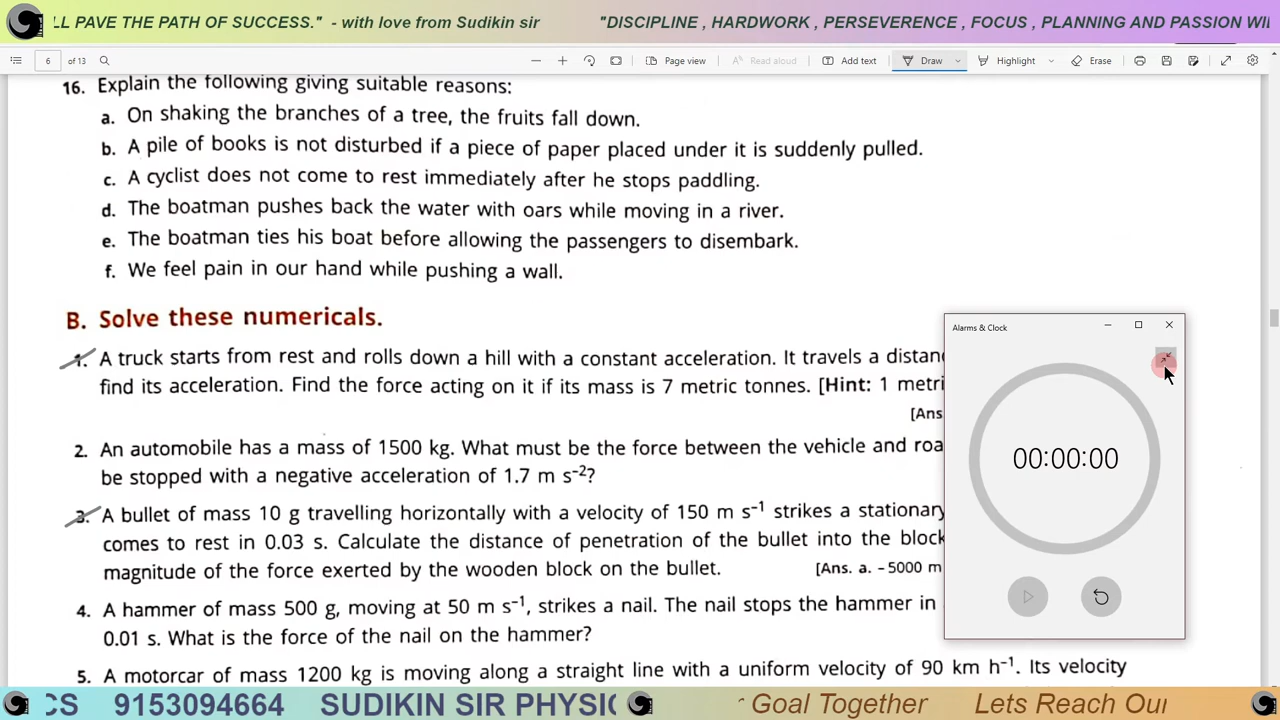 LL PAVE THE PATH OF SUCCESS." - with love from Sudikin sir "DISCIPLINE , HARDWORK , PERSEVERENCE , FOCUS , PLANNING AND PASSION WIL
6 of 13 Page view Read aloud Add text Draw Highlight Erase
16. Explain the following giving suitable reasons:
a. On shaking the branches of a tree, the fruits fall down.
b. A pile of books is not disturbed if a piece of paper placed under it is suddenly pulled.
c. A cyclist does not come to rest immediately after he stops paddling.
d. The boatman pushes back the water with oars while moving in a river.
e. The boatman ties his boat before allowing the passengers to disembark.
f. We feel pain in our hand while pushing a wall.
B. Solve these numericals.
1. A truck starts from rest and rolls down a hill with a constant acceleration. It travels a distan
find its acceleration. Find the force acting on it if its mass is 7 metric tonnes. [Hint: 1 metri
[Ans
2. An automobile has a mass of 1500 kg. What must be the force between the vehicle and roa
be stopped with a negative acceleration of 1.7 m s⁻²?
3. A bullet of mass 10 g travelling horizontally with a velocity of 150 m s⁻¹ strikes a stationary
comes to rest in 0.03 s. Calculate the distance of penetration of the bullet into the block
magnitude of the force exerted by the wooden block on the bullet. [Ans. a. - 5000 m
4. A hammer of mass 500 g, moving at 50 m s⁻¹, strikes a nail. The nail stops the hammer in
0.01 s. What is the force of the nail on the hammer?
5. A motorcar of mass 1200 kg is moving along a straight line with a uniform velocity of 90 km h⁻¹. Its velocity
Alarms & Clock
00:00:00
CS 9153094664 SUDIKIN SIR PHYSIC r Goal Together Lets Reach Our